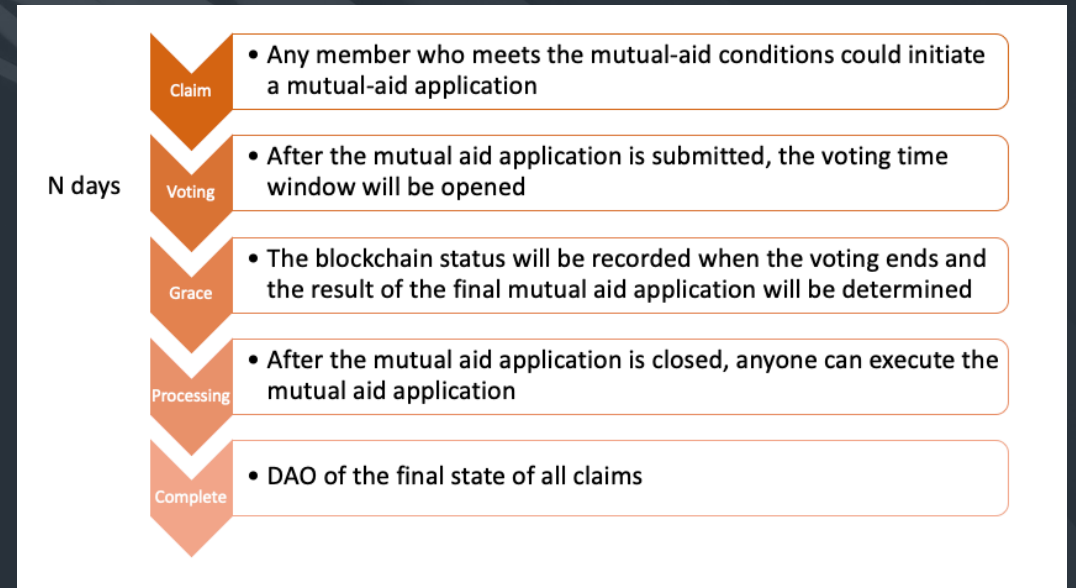 Claim
• Any member who meets the mutual-aid conditions could initiate
a mutual-aid application
N days
Voting
• After the mutual aid application is submitted, the voting time
window will be opened
Grace
• The blockchain status will be recorded when the voting ends and
the result of the final mutual aid application will be determined
Processing
• After the mutual aid application is closed, anyone can execute the
mutual aid application
Complete
• DAO of the final state of all claims